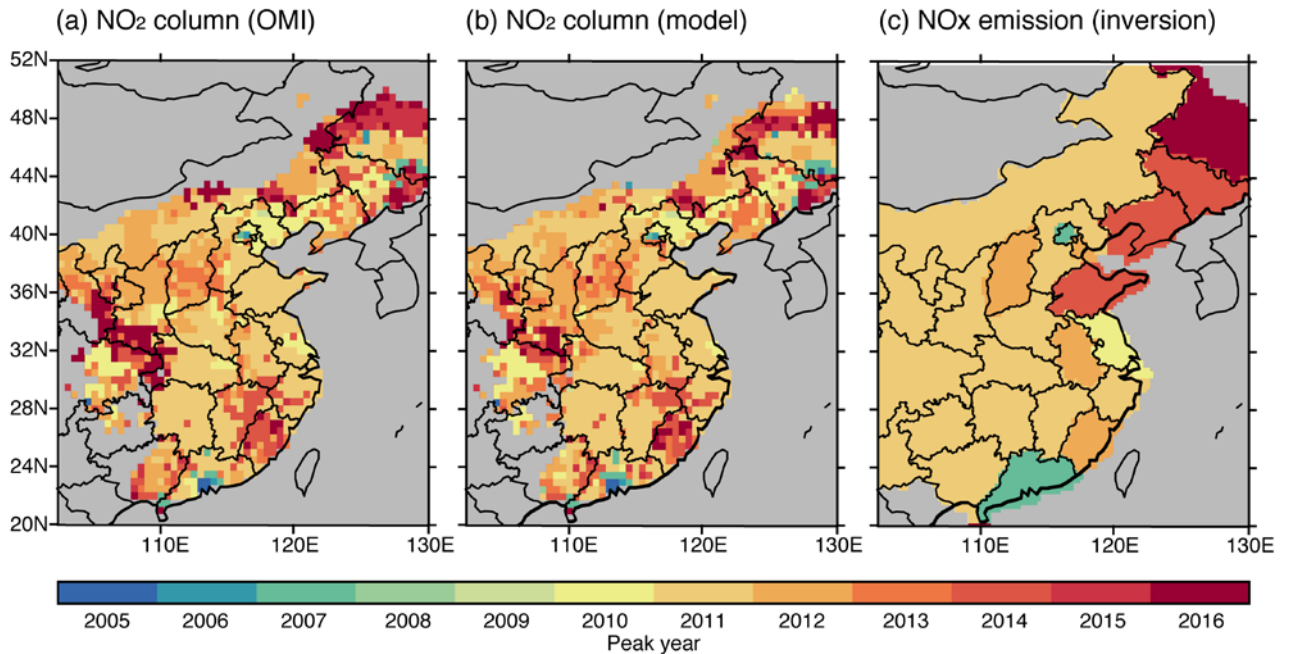 (a) NO₂ column (OMI)
(b) NO₂ column (model)
(c) NOx emission (inversion)
52N
48N
44N
40N
36N
32N
28N
24N
20N
110E 120E 130E
110E 120E 130E
110E 120E 130E
2005 2006 2007 2008 2009 2010 2011 2012 2013 2014 2015 2016
Peak year